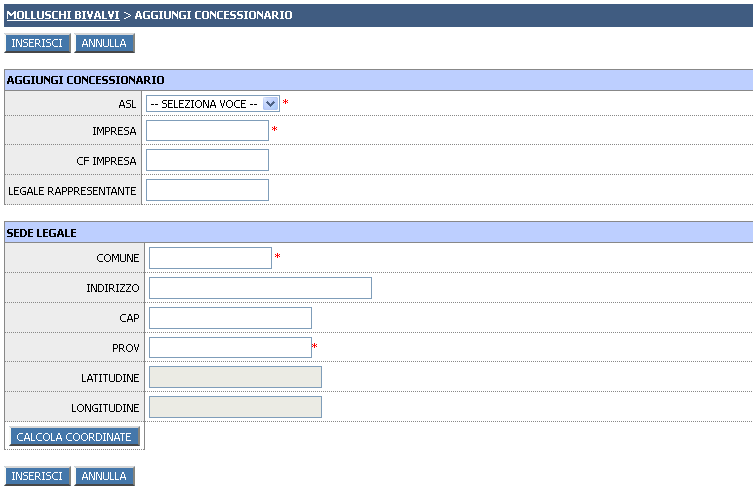 MOLLUSCHI BIVALVI > AGGIUNGI CONCESSIONARIO
INSERISCI ANNULLA
AGGIUNGI CONCESSIONARIO
ASL -- SELEZIONA VOCE -- *
IMPRESA *
CF IMPRESA
LEGALE RAPPRESENTANTE
SEDE LEGALE
COMUNE *
INDIRIZZO
CAP
PROV *
LATITUDINE
LONGITUDINE
CALCOLA COORDINATE
INSERISCI ANNULLA